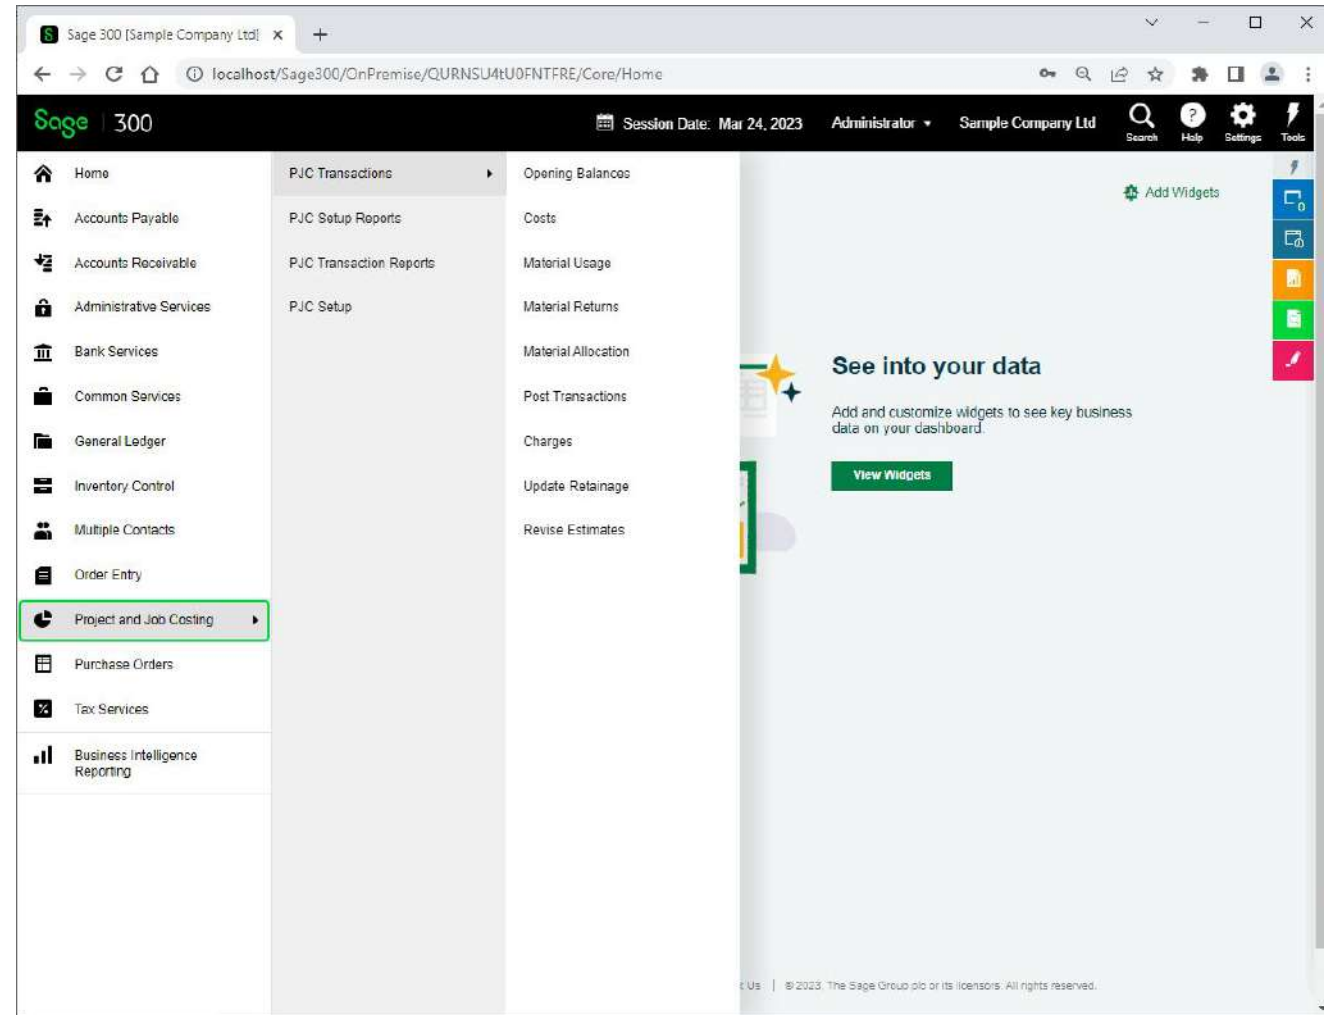 Sage 300 [Sample Company Ltd]
localhost/Sage300/OnPremise/QURNSU4tU0FNTFRE/Core/Home
Sage 300
Session Date: Mar 24, 2023
Administrator
Sample Company Ltd
Search
Help
Settings
Tools
Home
Accounts Payable
Accounts Receivable
Administrative Services
Bank Services
Common Services
General Ledger
Inventory Control
Multiple Contacts
Order Entry
Project and Job Costing
Purchase Orders
Tax Services
Business Intelligence
Reporting
PJC Transactions
PJC Setup Reports
PJC Transaction Reports
PJC Setup
Opening Balances
Costs
Material Usage
Material Returns
Material Allocation
Post Transactions
Charges
Update Retainage
Revise Estimates
Add Widgets
See into your data
Add and customize widgets to see key business
data on your dashboard.
View Widgets
t Us | © 2023. The Sage Group plc or its licensors. All rights reserved.